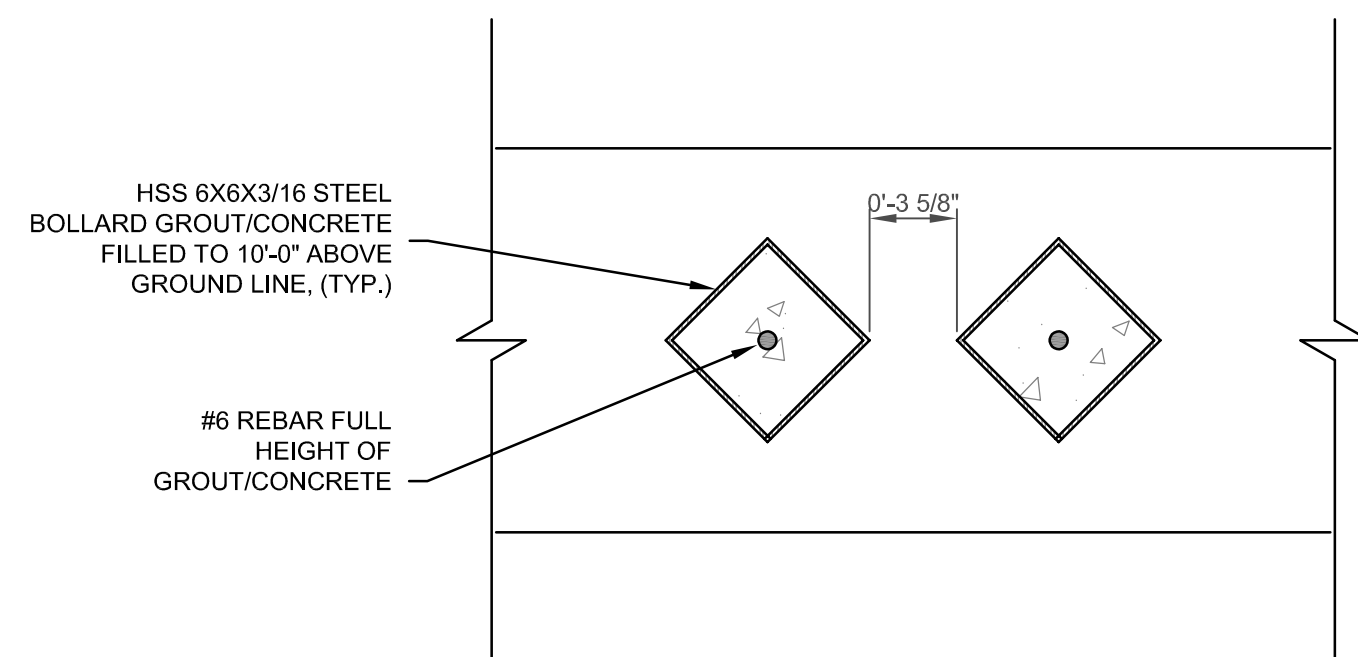 HSS 6X6X3/16 STEEL
BOLLARD GROUT/CONCRETE
FILLED TO 10'-0" ABOVE
GROUND LINE, (TYP.)
0'-3 5/8"
#6 REBAR FULL
HEIGHT OF
GROUT/CONCRETE